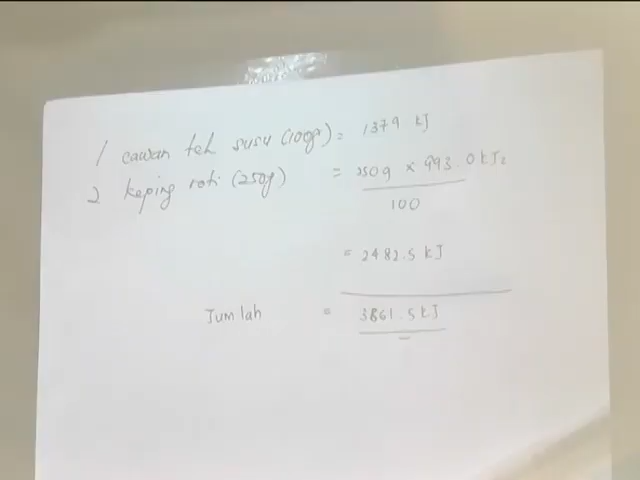 1 cawan teh susu (100g) = 1379 kJ
2 keping roti (250g) = 250g × 993.0 kJ
100
= 2482.5 kJ
Jumlah = 3861.5 kJ